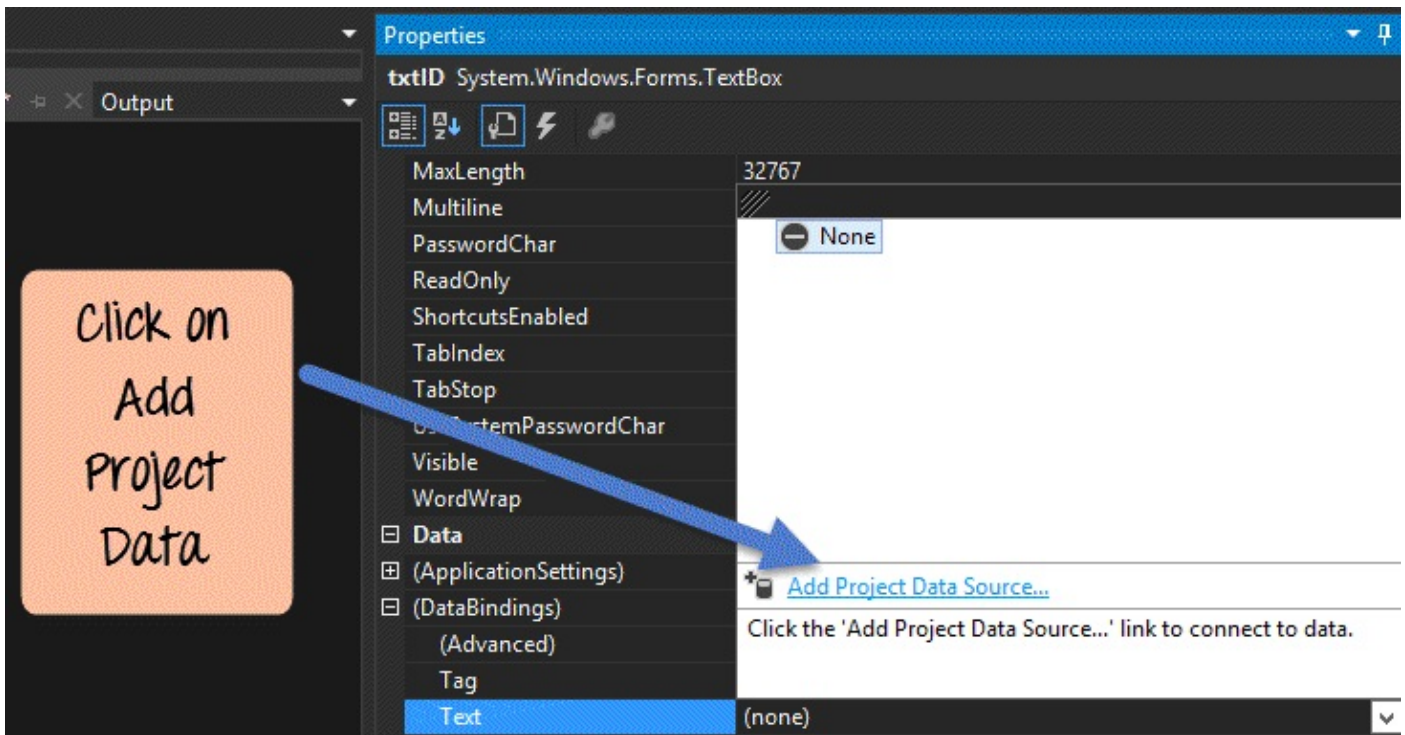 Properties
txtID System.Windows.Forms.TextBox
Output
MaxLength 32767
Multiline
None
PasswordChar
ReadOnly
ShortcutsEnabled
TabIndex
TabStop
SystemPasswordChar
Visible
WordWrap
Data
(ApplicationSettings)
Add Project Data Source...
(DataBindings)
Click the 'Add Project Data Source...' link to connect to data.
(Advanced)
Tag
Text (none)
Click on
Add
Project
Data